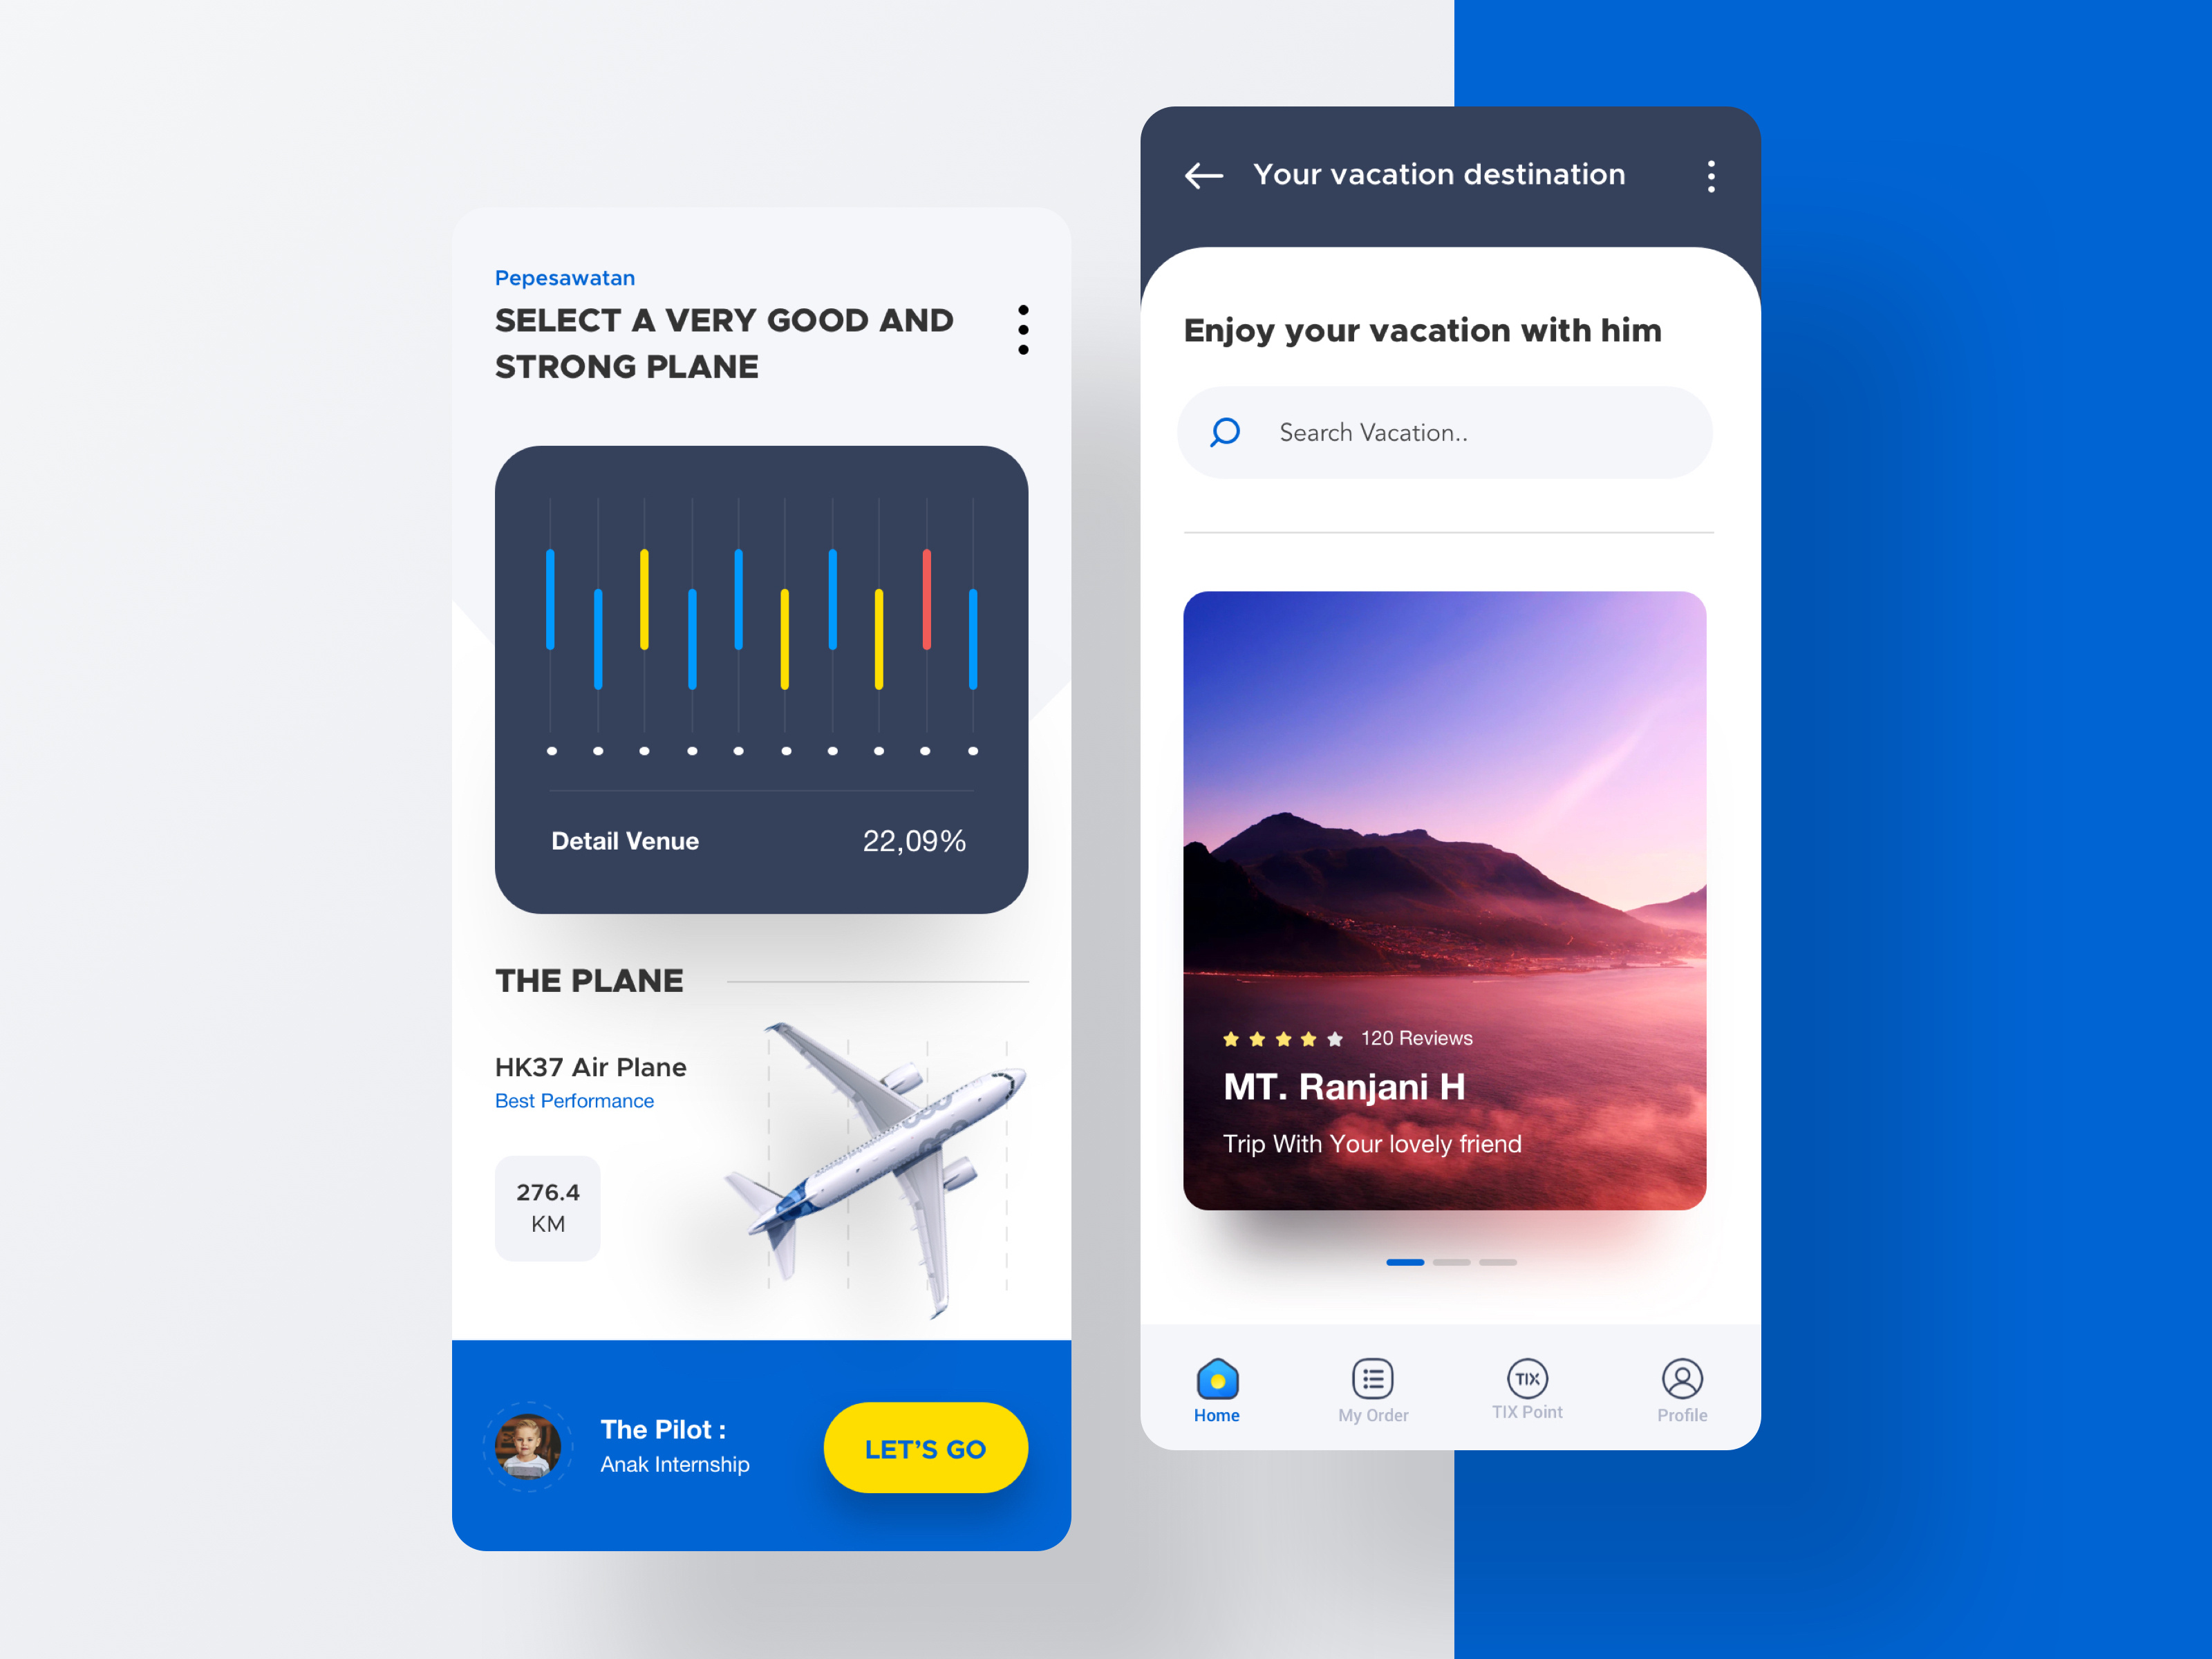 Pepesawatan
SELECT A VERY GOOD AND
STRONG PLANE
Detail Venue
22,09%
THE PLANE
HK37 Air Plane
Best Performance
276.4
KM
The Pilot :
Anak Internship
LET’S GO
Your vacation destination
Enjoy your vacation with him
Search Vacation..
120 Reviews
MT. Ranjani H
Trip With Your lovely friend
Home
My Order
TIX
TIX Point
Profile